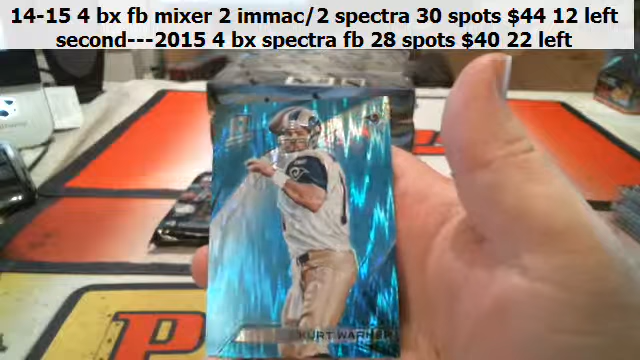 14-15 4 bx fb mixer 2 immac/2 spectra 30 spots $44 12 left
second---2015 4 bx spectra fb 28 spots $40 22 left
KURT WARNER
P